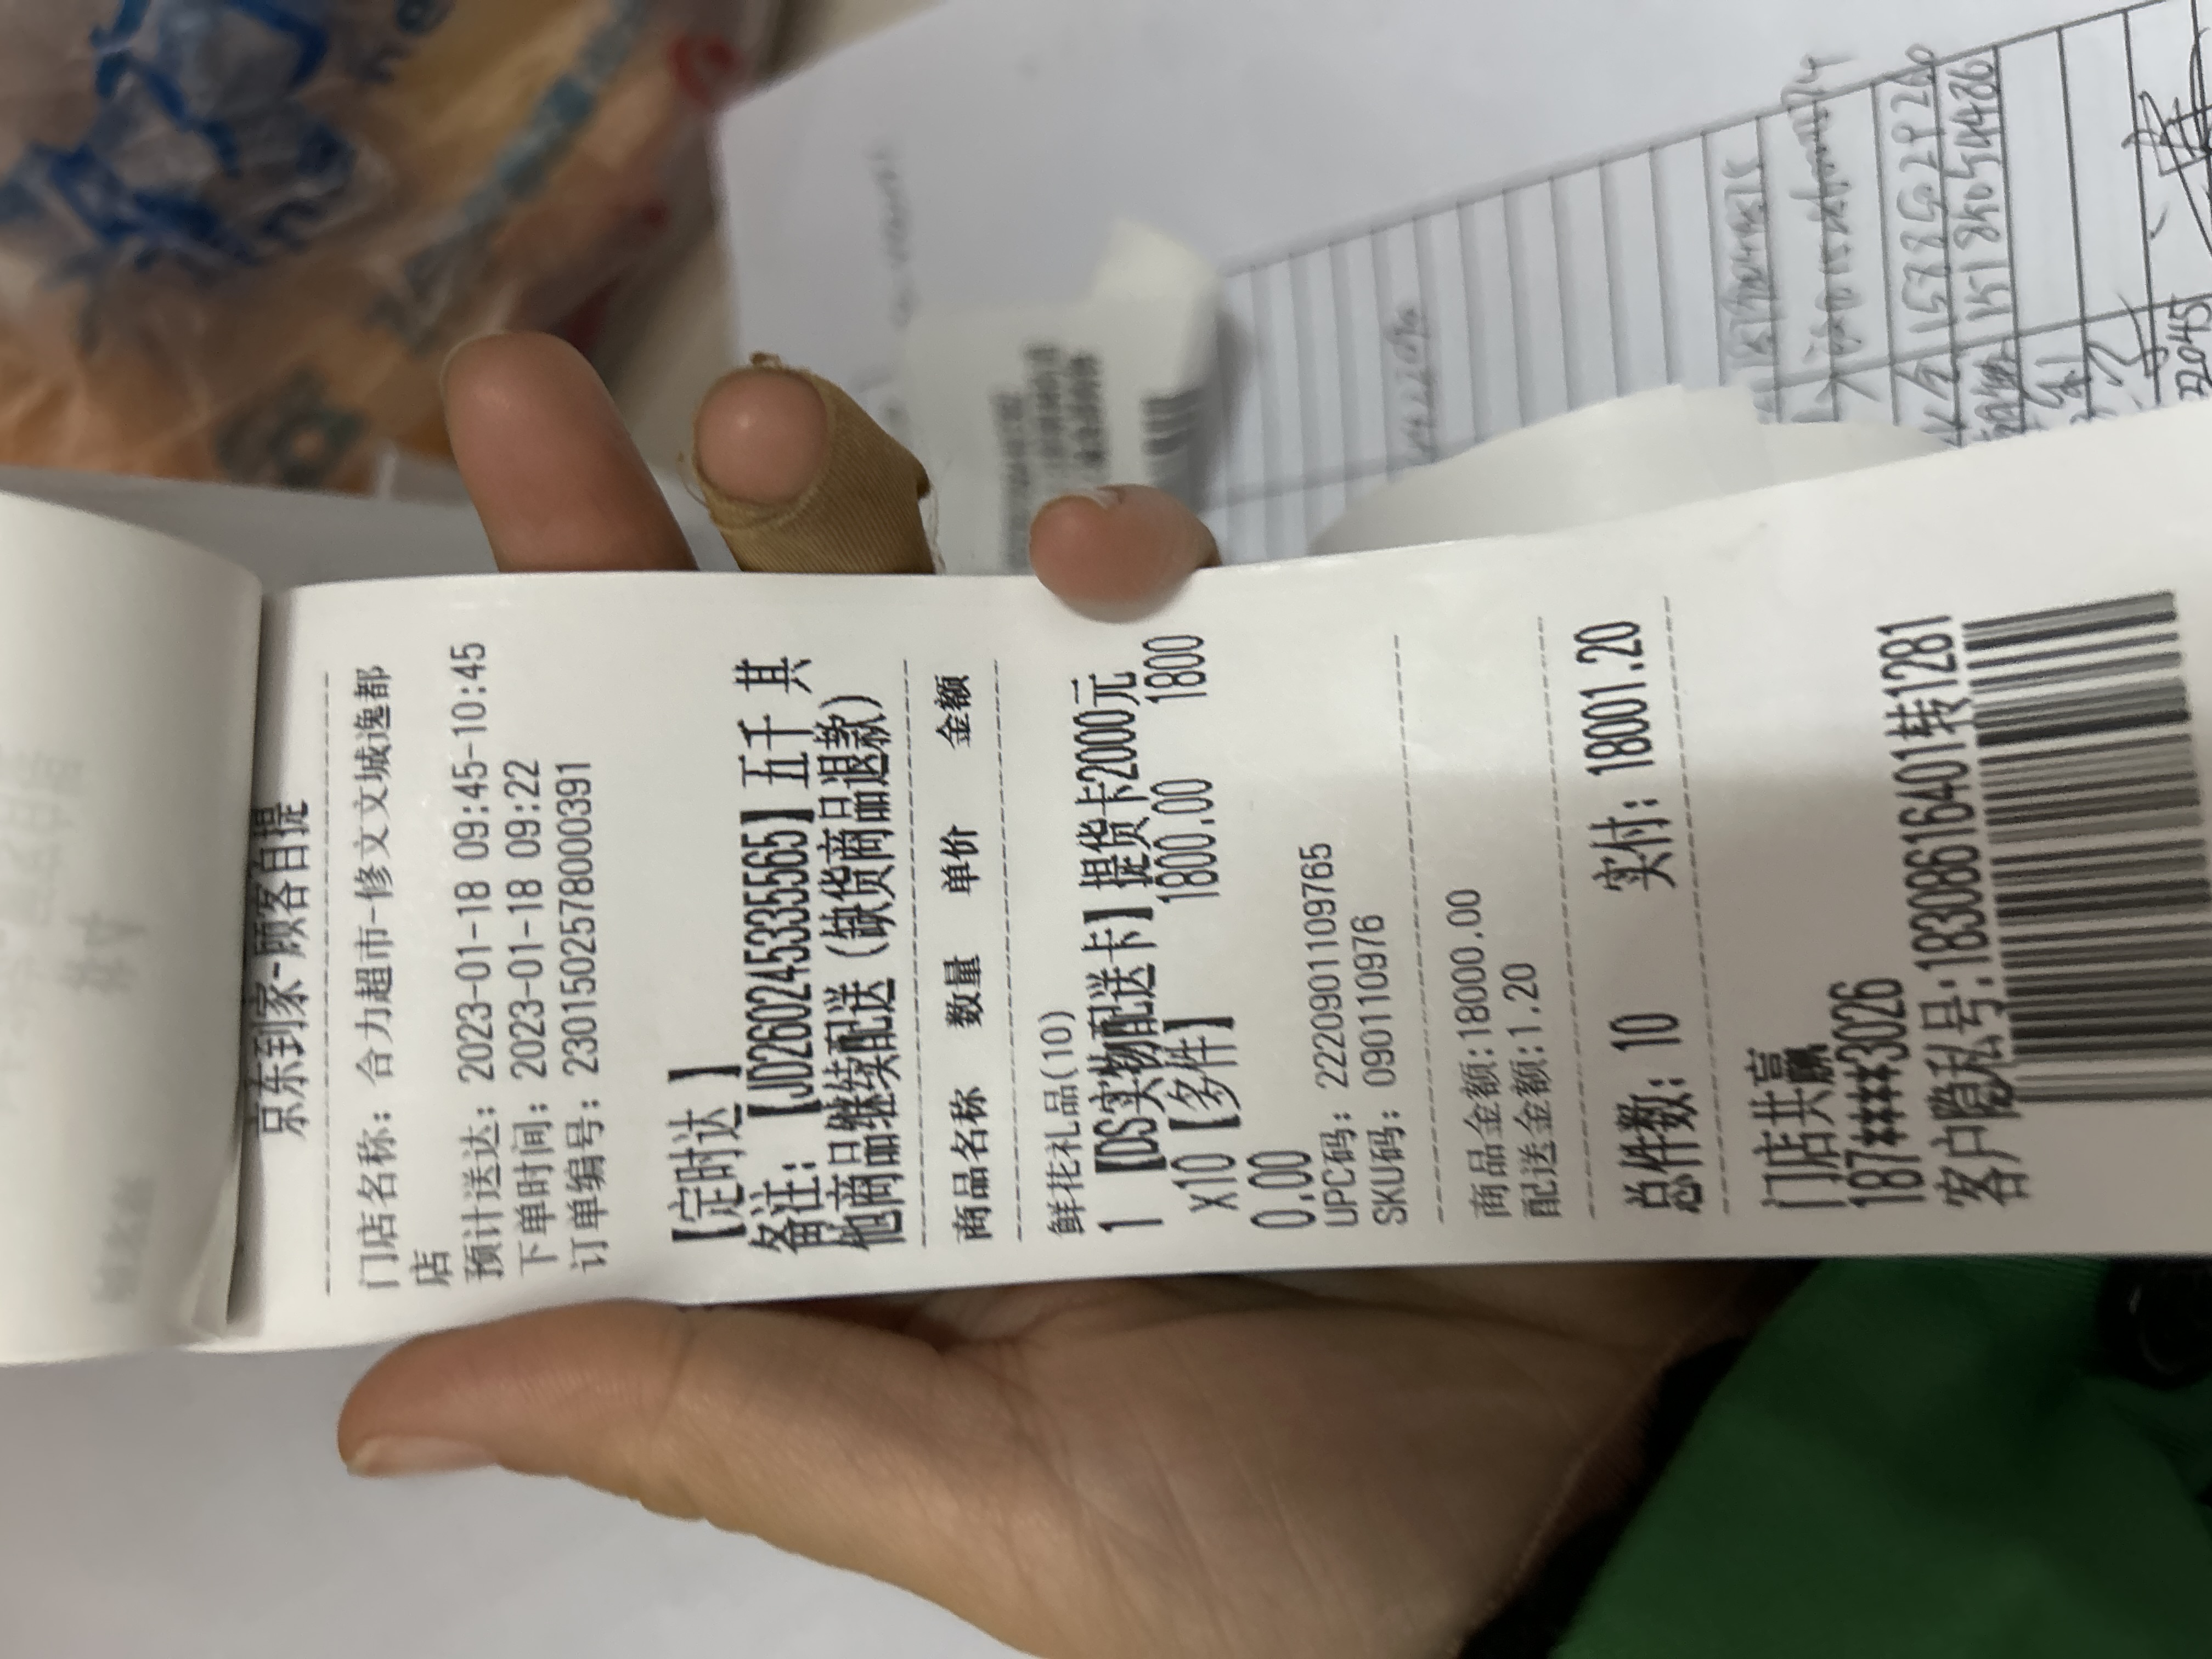 京东到家-顾客自提
门店名称：合力超市-修文文城逸都
店
预计送达：2023-01-18 09:45-10:45
下单时间：2023-01-18 09:22
订单编号：23011502578000391
【定时达 】
备注：【JD26024533556​5】五千 其
他商品继续配送（缺货商品退款）
商品名称 数量 单价 金额
鲜花礼品(10)
1 【DS实物配送卡】提货卡2000元
x10【多件】 1800.00 1800
0.00
UPC码：2220901109765
SKU码：090110976
商品金额:18000.00
配送金额:1.20
总件数：10 实付：18001.20
门店共赢
187****3026
客户隐私号:18308616401转1281
15885029260
22045